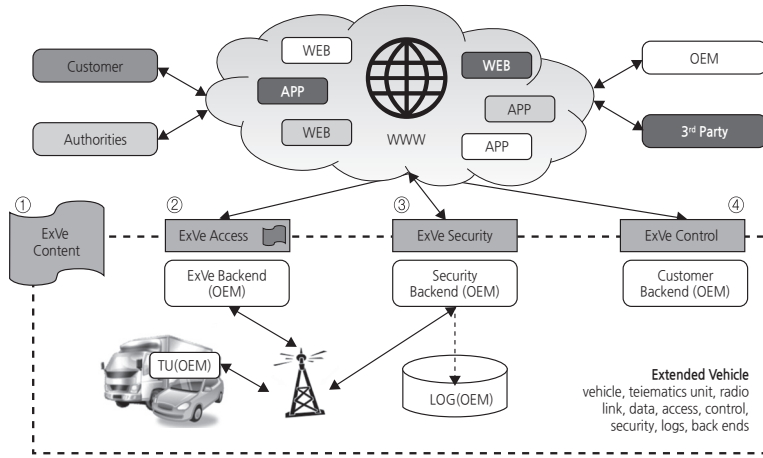 Customer
Authorities
WEB
APP
WEB
WWW
WEB
APP
APP
OEM
3rd Party
①
ExVe
Content
②
ExVe Access
ExVe Backend
(OEM)
③
ExVe Security
Security
Backend (OEM)
④
ExVe Control
Customer
Backend (OEM)
TU(OEM)
LOG(OEM)
Extended Vehicle
vehicle, teiematics unit, radio
link, data, access, control,
security, logs, back ends